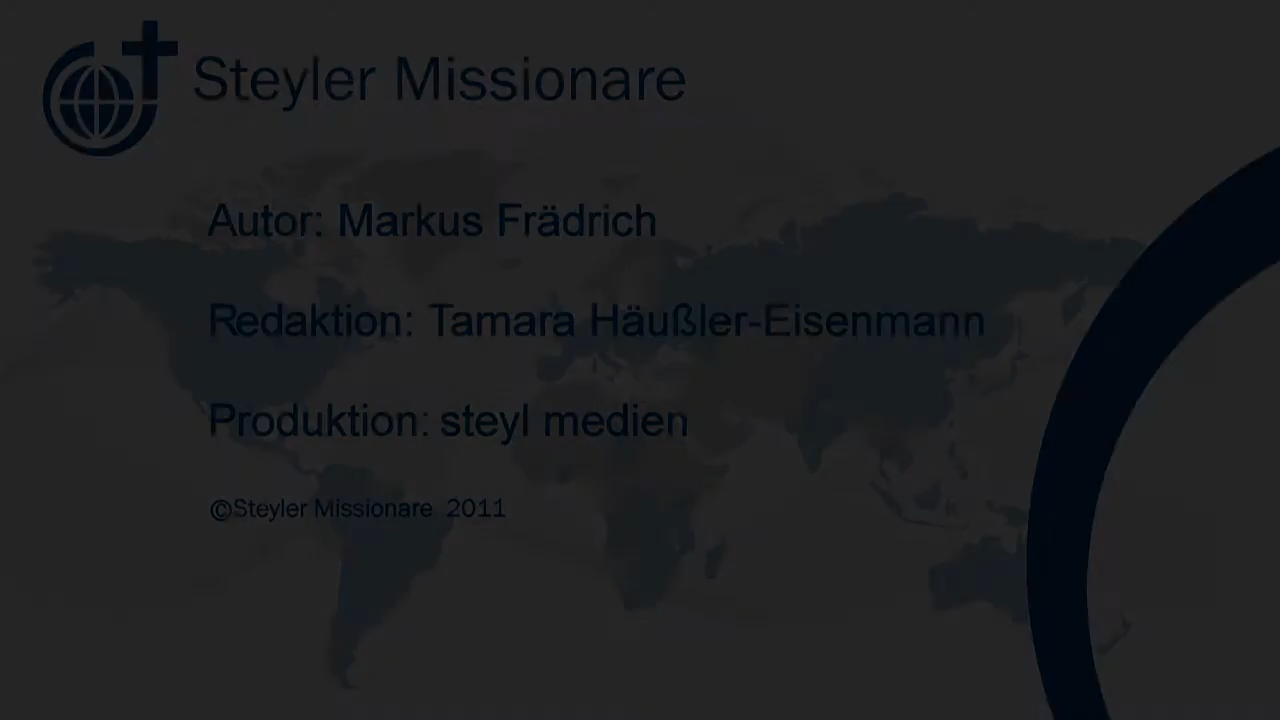 Steyler Missionare
Autor: Markus Frädrich
Redaktion: Tamara Häußler-Eisenmann
Produktion: steyl medien
©Steyler Missionare 2011